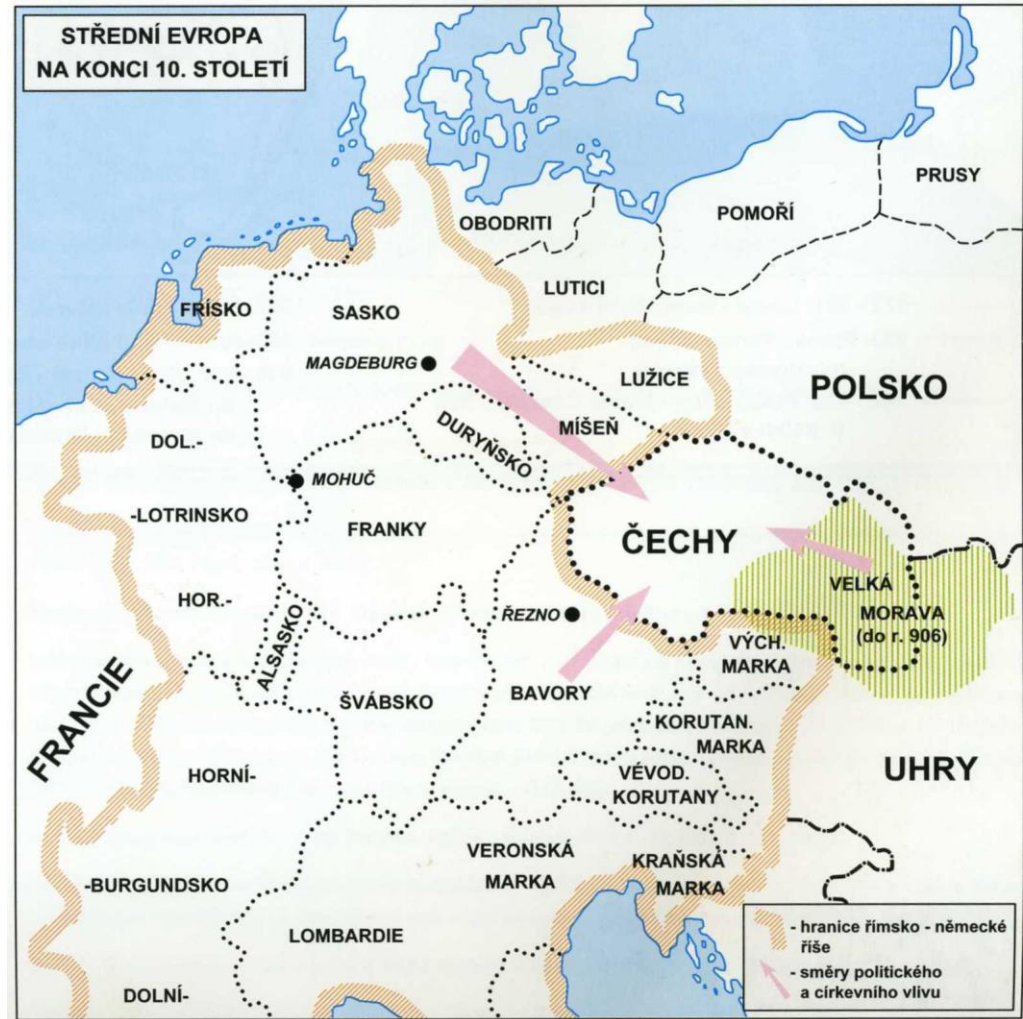 STŘEDNÍ EVROPA
NA KONCI 10. STOLETÍ
PRUSY
POMOŘÍ
OBODRITI
LUTICI
FRÍSKO
SASKO
MAGDEBURG
LUŽICE
POLSKO
MÍŠEŇ
DURYŇSKO
DOL.-
-LOTRINSKO
HOR.-
MOHUČ
FRANKY
ČECHY
VELKÁ
MORAVA
(do r. 906)
ŘEZNO
ALSASKO
VÝCH.
MARKA
FRANCIE
ŠVÁBSKO
BAVORY
KORUTAN.
MARKA
UHRY
HORNÍ-
-BURGUNDSKO
DOLNÍ-
VÉVOD.
KORUTANY
VERONSKÁ
MARKA
KRAŇSKÁ
MARKA
LOMBARDIE
- hranice římsko - německé
říše
- směry politického
a církevního vlivu